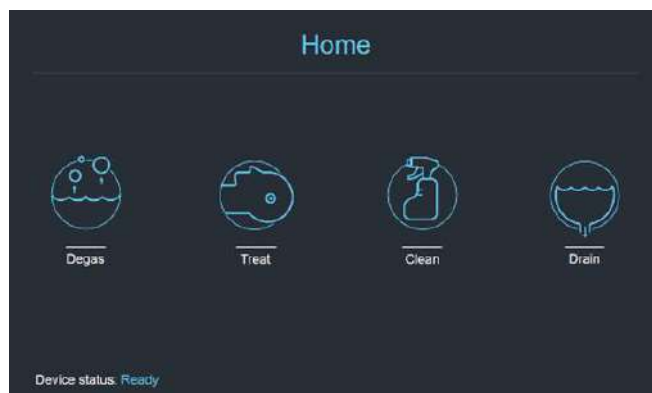 Home
Degas
Treat
Clean
Drain
Device status: Ready